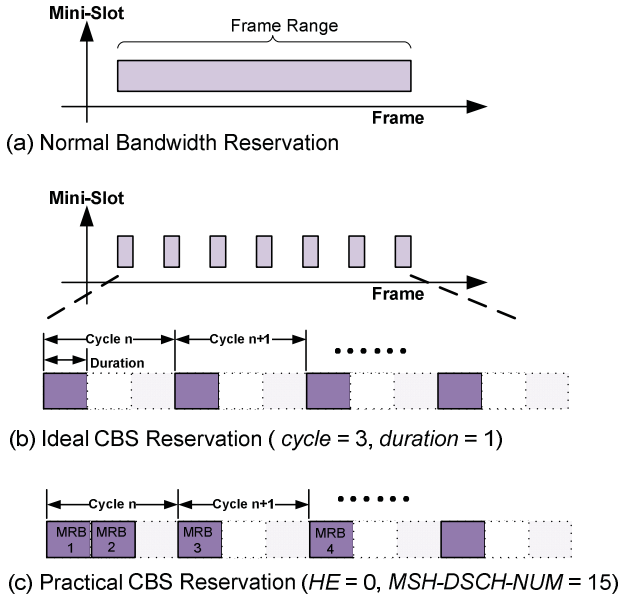 Mini-Slot
Frame Range
Frame
(a) Normal Bandwidth Reservation
Mini-Slot
Frame
Cycle n
Cycle n+1
Duration
(b) Ideal CBS Reservation ( cycle = 3, duration = 1)
Cycle n
Cycle n+1
MRB 1
MRB 2
MRB 3
MRB 4
(c) Practical CBS Reservation (HE = 0, MSH-DSCH-NUM = 15)